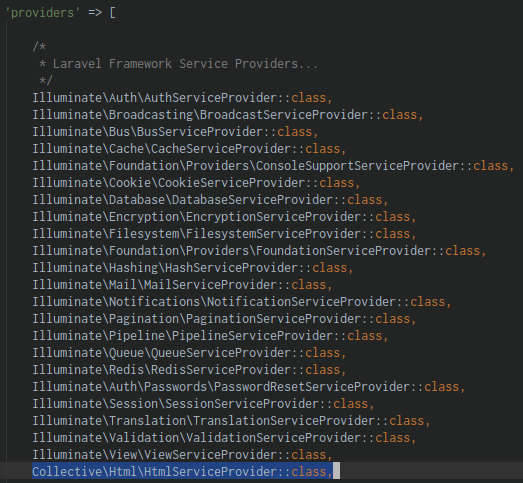 'providers' => [
/*
* Laravel Framework Service Providers...
*/
Illuminate\Auth\AuthServiceProvider::class,
Illuminate\Broadcasting\BroadcastServiceProvider::class,
Illuminate\Bus\BusServiceProvider::class,
Illuminate\Cache\CacheServiceProvider::class,
Illuminate\Foundation\Providers\ConsoleSupportServiceProvider::class,
Illuminate\Cookie\CookieServiceProvider::class,
Illuminate\Database\DatabaseServiceProvider::class,
Illuminate\Encryption\EncryptionServiceProvider::class,
Illuminate\Filesystem\FilesystemServiceProvider::class,
Illuminate\Foundation\Providers\FoundationServiceProvider::class,
Illuminate\Hashing\HashServiceProvider::class,
Illuminate\Mail\MailServiceProvider::class,
Illuminate\Notifications\NotificationServiceProvider::class,
Illuminate\Pagination\PaginationServiceProvider::class,
Illuminate\Pipeline\PipelineServiceProvider::class,
Illuminate\Queue\QueueServiceProvider::class,
Illuminate\Redis\RedisServiceProvider::class,
Illuminate\Auth\Passwords\PasswordResetServiceProvider::class,
Illuminate\Session\SessionServiceProvider::class,
Illuminate\Translation\TranslationServiceProvider::class,
Illuminate\Validation\ValidationServiceProvider::class,
Illuminate\View\ViewServiceProvider::class,
Collective\Html\HtmlServiceProvider::class,